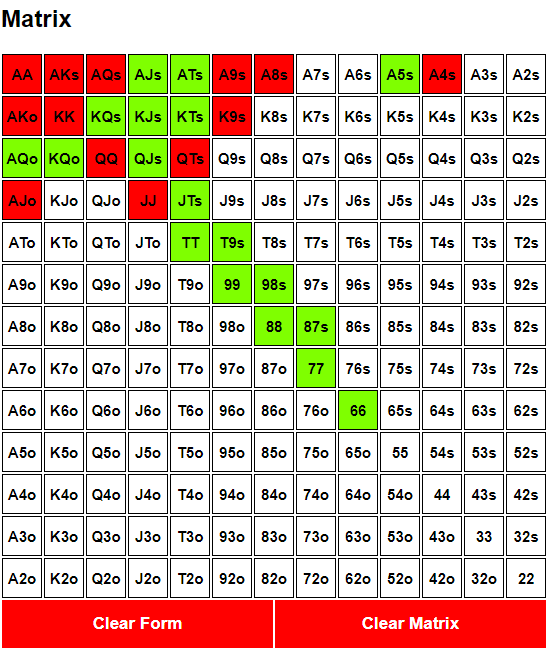 Matrix
AA AKs AQs AJs ATs A9s A8s A7s A6s A5s A4s A3s A2s
AKo KK KQs KJs KTs K9s K8s K7s K6s K5s K4s K3s K2s
AQo KQo QQ QJs QTs Q9s Q8s Q7s Q6s Q5s Q4s Q3s Q2s
AJo KJo QJo JJ JTs J9s J8s J7s J6s J5s J4s J3s J2s
ATo KTo QTo JTo TT T9s T8s T7s T6s T5s T4s T3s T2s
A9o K9o Q9o J9o T9o 99 98s 97s 96s 95s 94s 93s 92s
A8o K8o Q8o J8o T8o 98o 88 87s 86s 85s 84s 83s 82s
A7o K7o Q7o J7o T7o 97o 87o 77 76s 75s 74s 73s 72s
A6o K6o Q6o J6o T6o 96o 86o 76o 66 65s 64s 63s 62s
A5o K5o Q5o J5o T5o 95o 85o 75o 65o 55 54s 53s 52s
A4o K4o Q4o J4o T4o 94o 84o 74o 64o 54o 44 43s 42s
A3o K3o Q3o J3o T3o 93o 83o 73o 63o 53o 43o 33 32s
A2o K2o Q2o J2o T2o 92o 82o 72o 62o 52o 42o 32o 22
Clear Form Clear Matrix